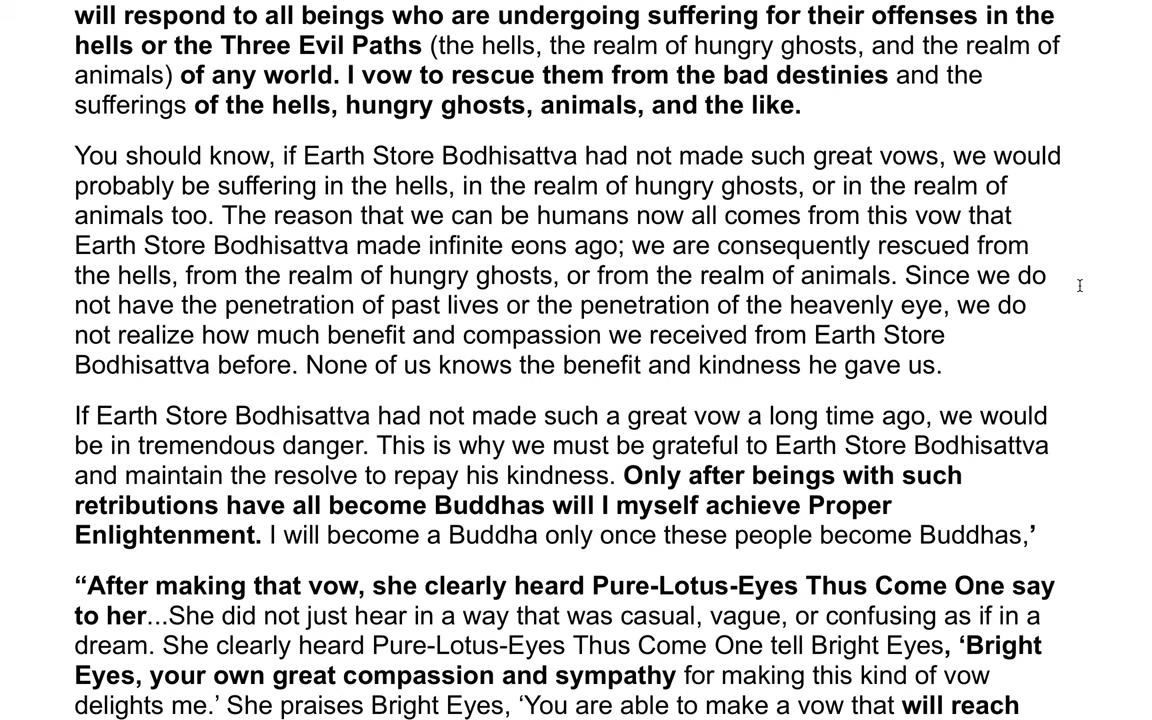 will respond to all beings who are undergoing suffering for their offenses in the
hells or the Three Evil Paths (the hells, the realm of hungry ghosts, and the realm of
animals) of any world. I vow to rescue them from the bad destinies and the
sufferings of the hells, hungry ghosts, animals, and the like.
You should know, if Earth Store Bodhisattva had not made such great vows, we would
probably be suffering in the hells, in the realm of hungry ghosts, or in the realm of
animals too. The reason that we can be humans now all comes from this vow that
Earth Store Bodhisattva made infinite eons ago; we are consequently rescued from
the hells, from the realm of hungry ghosts, or from the realm of animals. Since we do
not have the penetration of past lives or the penetration of the heavenly eye, we do
not realize how much benefit and compassion we received from Earth Store
Bodhisattva before. None of us knows the benefit and kindness he gave us.
If Earth Store Bodhisattva had not made such a great vow a long time ago, we would
be in tremendous danger. This is why we must be grateful to Earth Store Bodhisattva
and maintain the resolve to repay his kindness. Only after beings with such
retributions have all become Buddhas will I myself achieve Proper
Enlightenment. I will become a Buddha only once these people become Buddhas,’
“After making that vow, she clearly heard Pure-Lotus-Eyes Thus Come One say
to her...She did not just hear in a way that was casual, vague, or confusing as if in a
dream. She clearly heard Pure-Lotus-Eyes Thus Come One tell Bright Eyes, ‘Bright
Eyes, your own great compassion and sympathy for making this kind of vow
delights me.’ She praises Bright Eyes, ‘You are able to make a vow that will reach